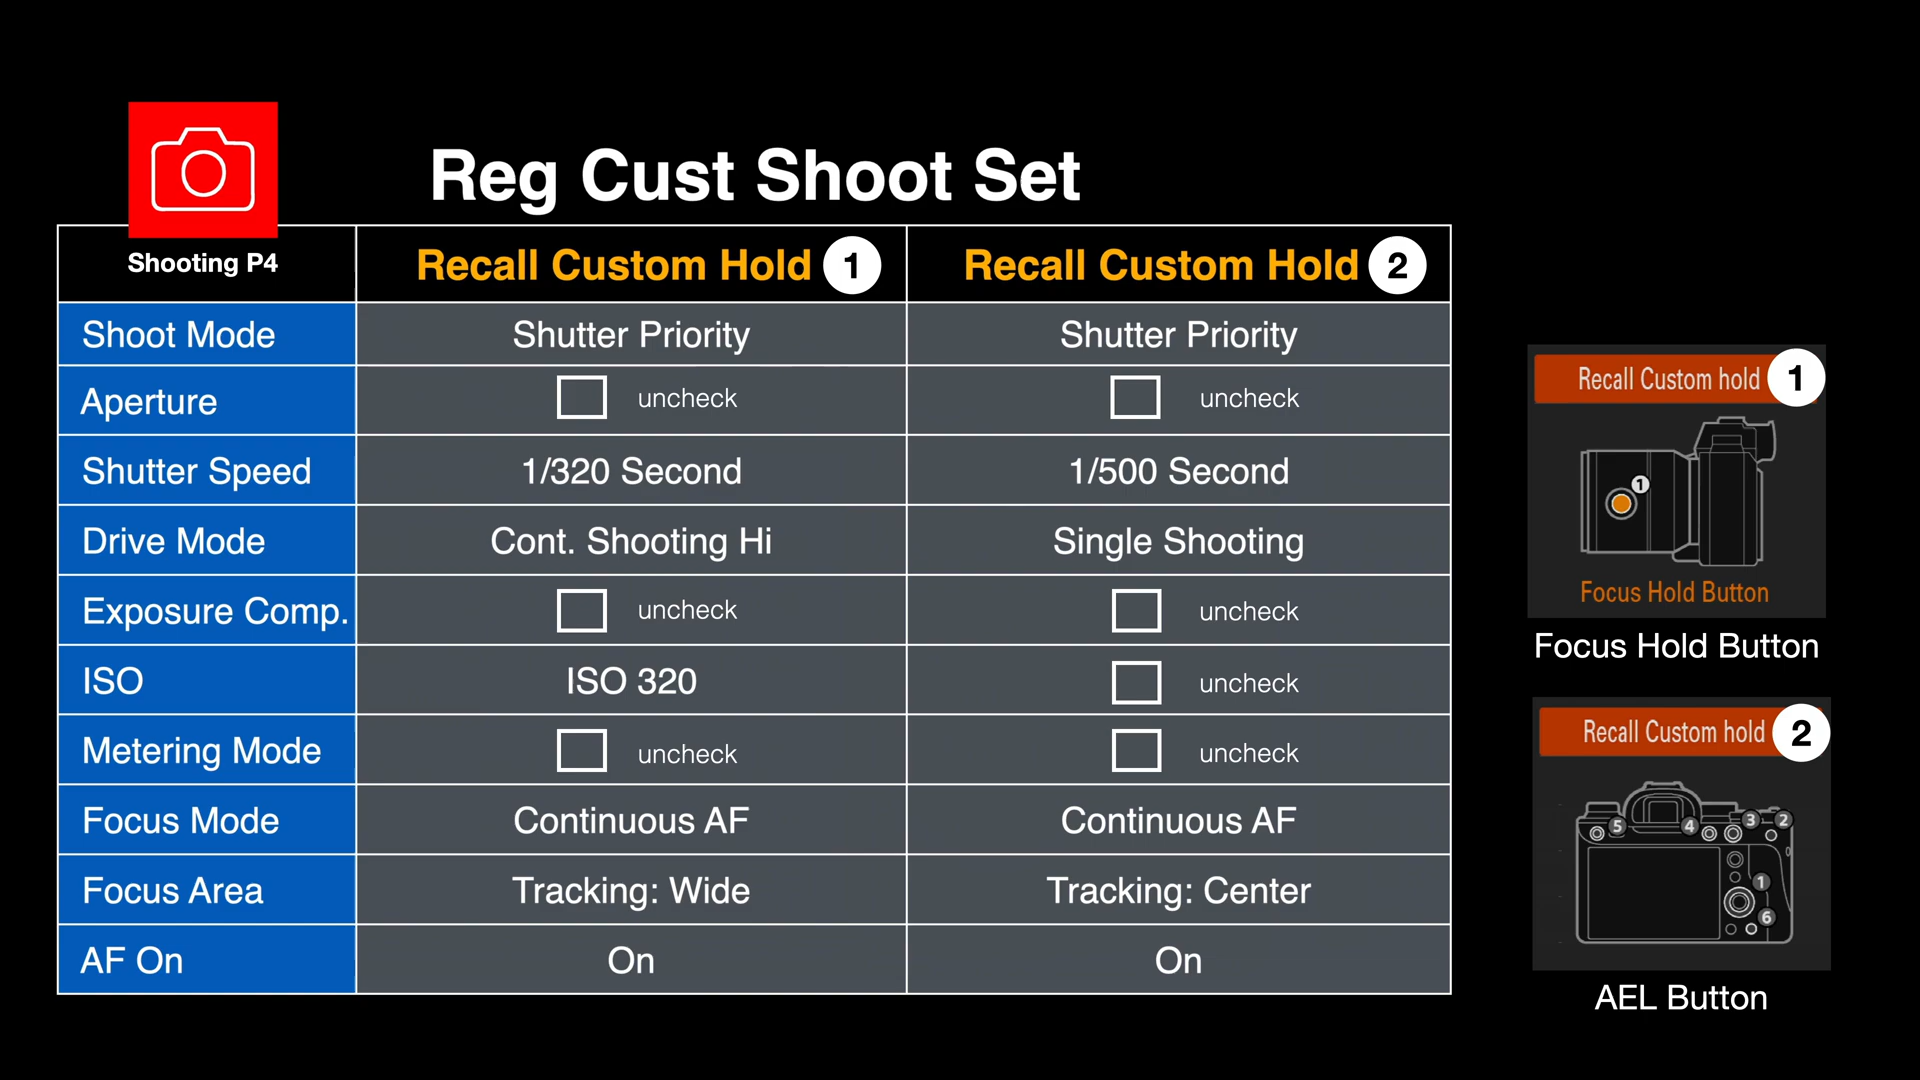 Reg Cust Shoot Set
Shooting P4 Recall Custom Hold 1 Recall Custom Hold 2
Shoot Mode Shutter Priority Shutter Priority
Aperture uncheck uncheck
Shutter Speed 1/320 Second 1/500 Second
Drive Mode Cont. Shooting Hi Single Shooting
Exposure Comp. uncheck uncheck
ISO ISO 320 uncheck
Metering Mode uncheck uncheck
Focus Mode Continuous AF Continuous AF
Focus Area Tracking: Wide Tracking: Center
AF On On On
Recall Custom hold 1
1
Focus Hold Button
Focus Hold Button
Recall Custom hold 2
5 4 3 2
1
6
AEL Button